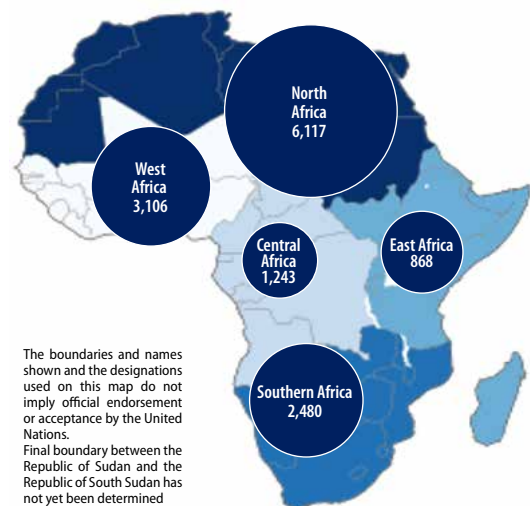 North
Africa
6,117
West
Africa
3,106
Central
Africa
1,243
East Africa
868
Southern Africa
2,480
The boundaries and names
shown and the designations
used on this map do not
imply official endorsement
or acceptance by the United
Nations.
Final boundary between the
Republic of Sudan and the
Republic of South Sudan has
not yet been determined